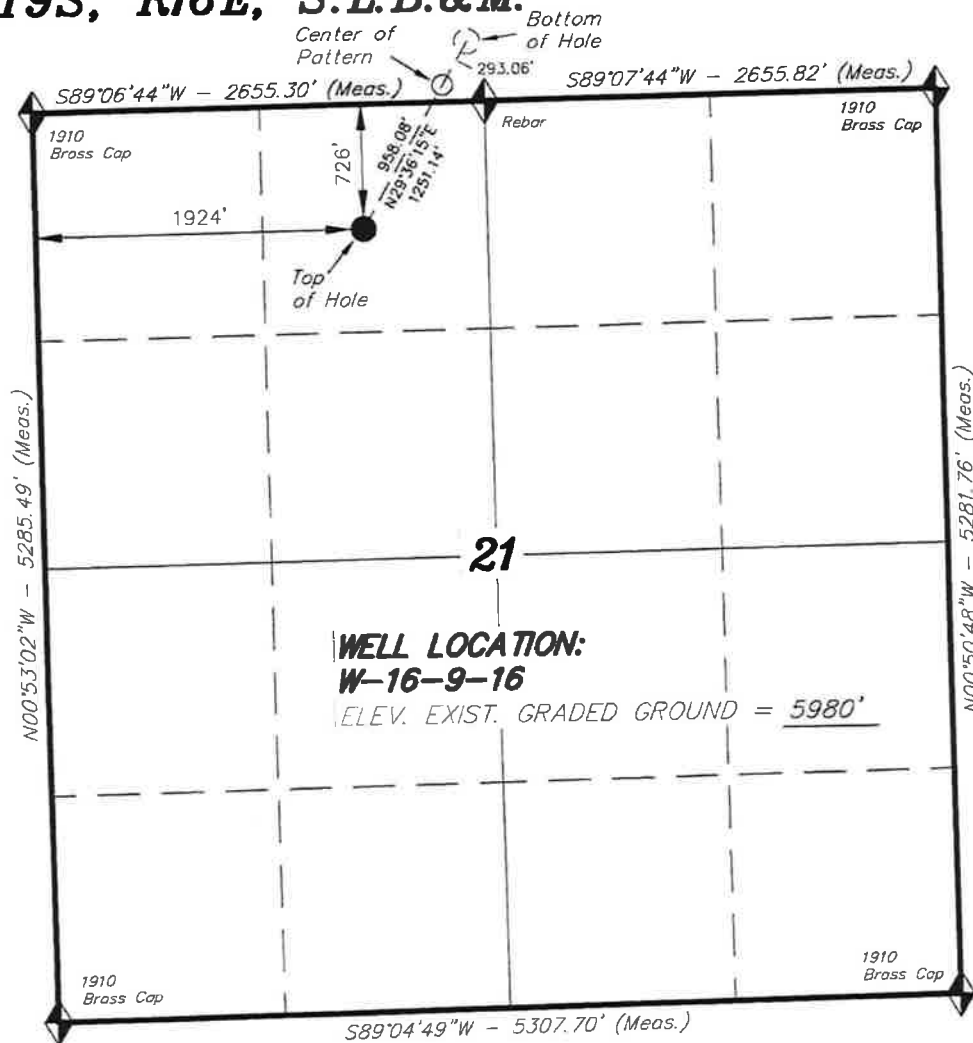 T9S, R16E, S.L.B.&M.
Center of
Pattern
Bottom
of Hole
293.06'
S89°06'44"W - 2655.30' (Meas.)
S89°07'44"W - 2655.82' (Meas.)
1910
Brass Cap
Rebar
1910
Brass Cap
726'
958.08'
N29°36'15"E
1251.14'
1924'
Top
of Hole
N00°53'02"W - 5285.49' (Meas.)
N00°50'48"W - 5281.76' (Meas.)
21
WELL LOCATION:
W-16-9-16
ELEV. EXIST. GRADED GROUND = 5980'
1910
Brass Cap
1910
Brass Cap
S89°04'49"W - 5307.70' (Meas.)